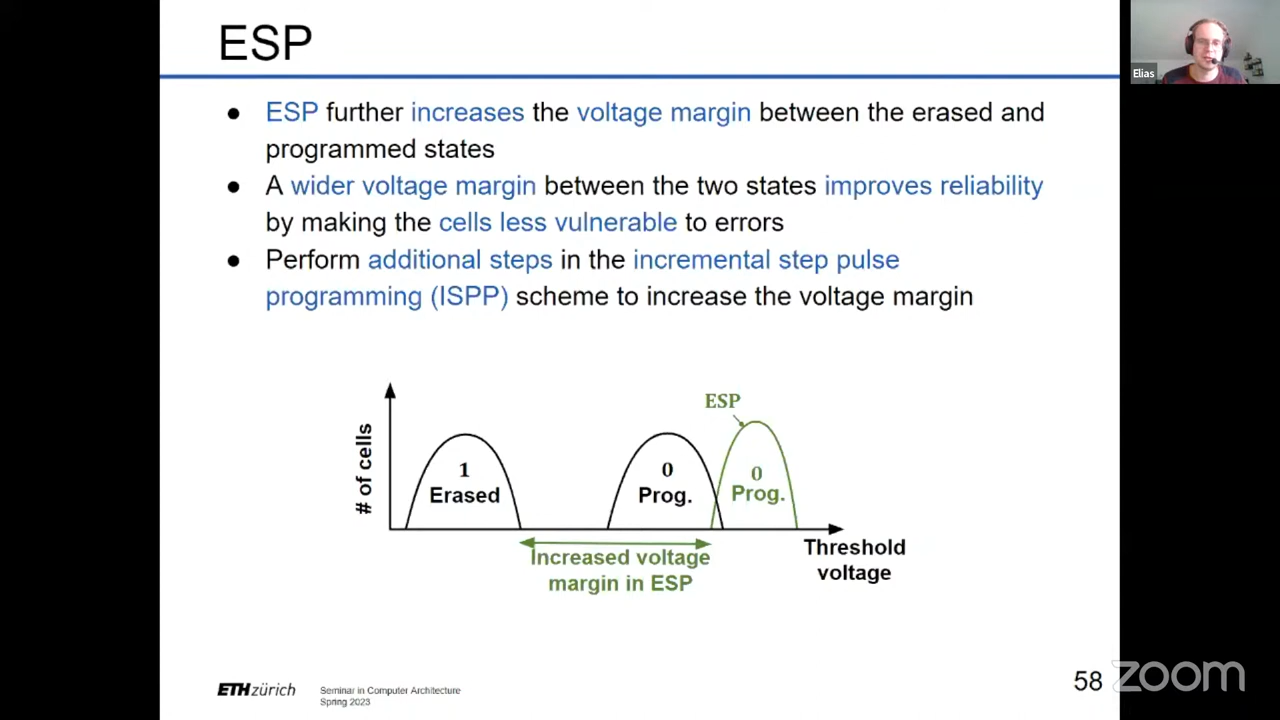 ESP
Elias
● ESP further increases the voltage margin between the erased and
programmed states
● A wider voltage margin between the two states improves reliability
by making the cells less vulnerable to errors
● Perform additional steps in the incremental step pulse
programming (ISPP) scheme to increase the voltage margin
# of cells
1
Erased
0
Prog.
ESP
0
Prog.
Increased voltage
margin in ESP
Threshold
voltage
ETH zürich
Seminar in Computer Architecture
Spring 2023
58
zoom